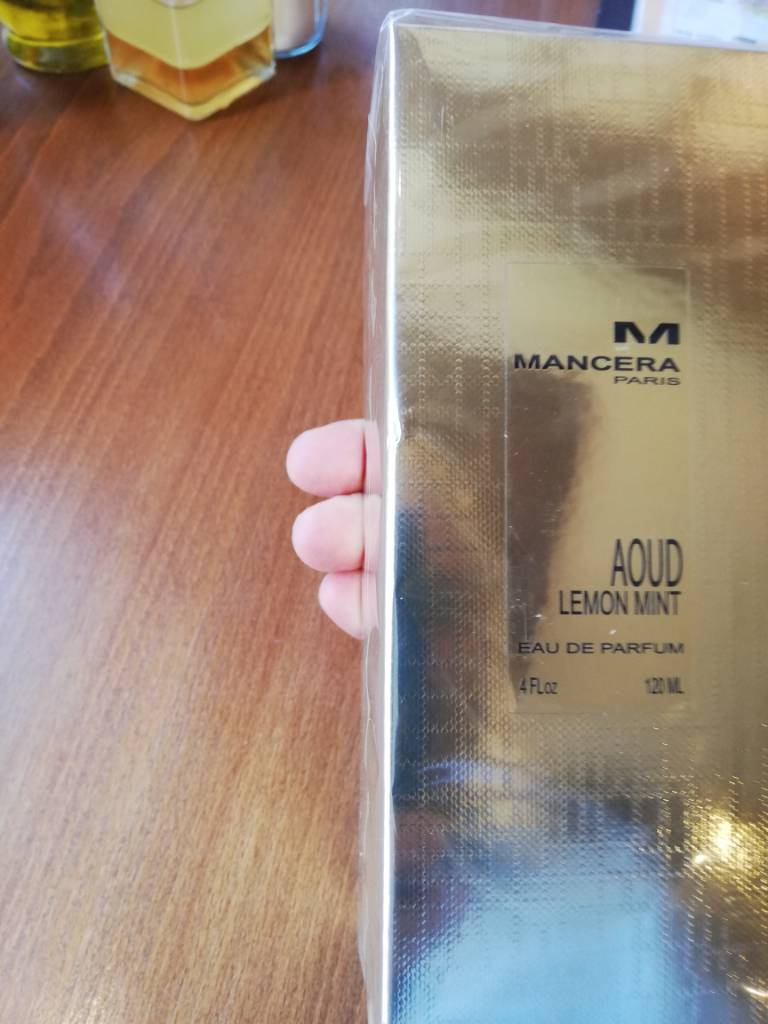 M
MANCERA
PARIS
AOUD
LEMON MINT
EAU DE PARFUM
4 FLoz 120 ML